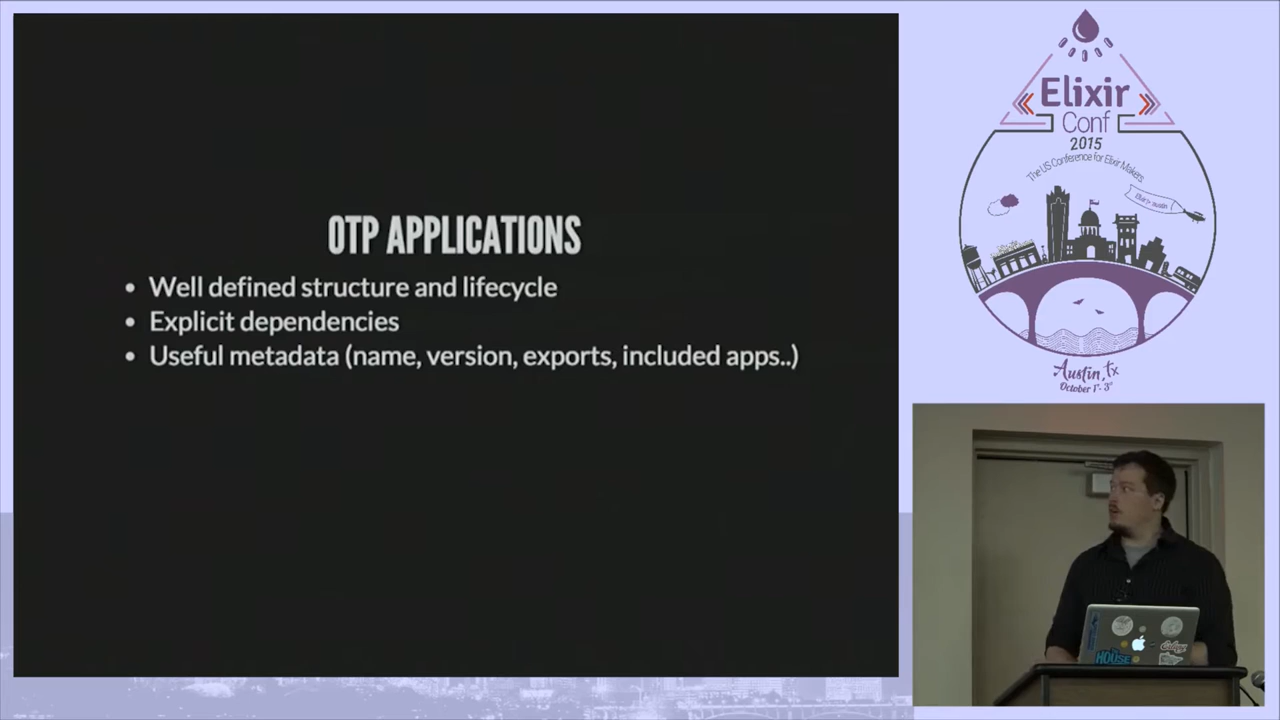 OTP APPLICATIONS
• Well defined structure and lifecycle
• Explicit dependencies
• Useful metadata (name, version, exports, included apps..)
Elixir
Conf
2015
The US Conference for Elixir Makers
Austin, TX
October 1st - 3rd
HOUSE